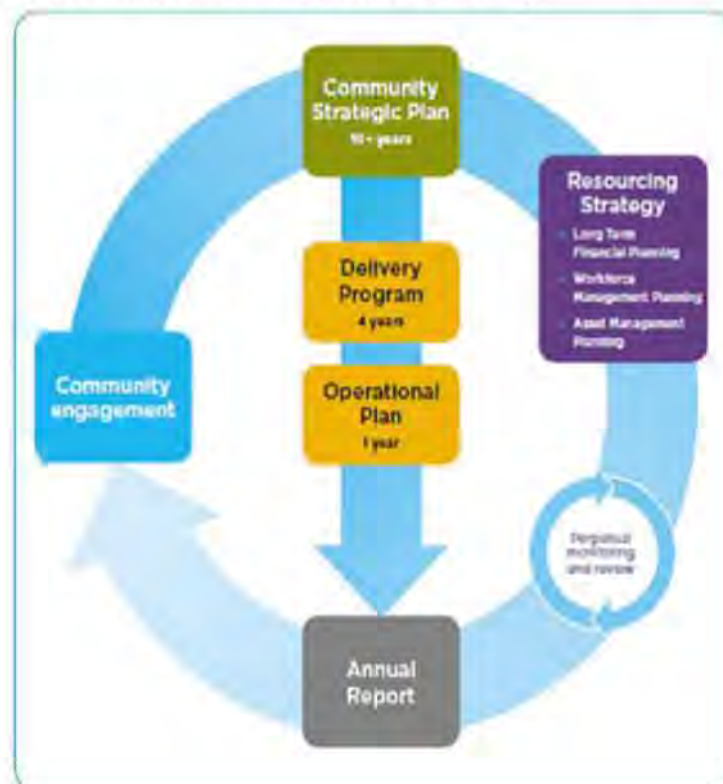 Community
Strategic Plan
10+ years
Resourcing
Strategy
- Long Term
Financial Planning
- Workforce
Management Planning
- Asset Management
Planning
Delivery
Program
4 years
Operational
Plan
1 year
Community
engagement
Perpetual
monitoring
and review
Annual
Report